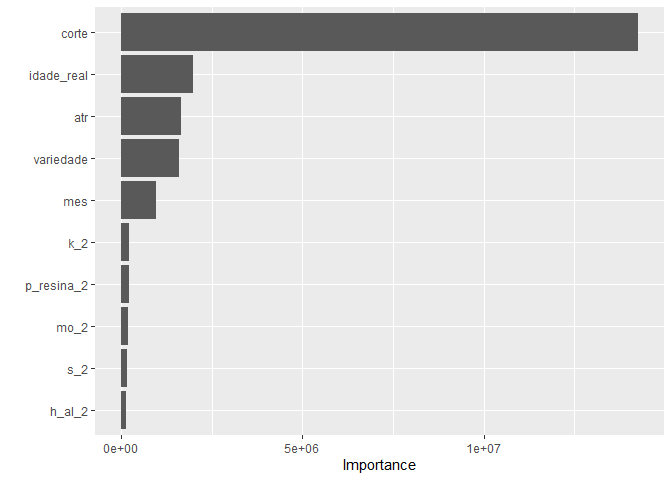 corte
idade_real
atr
variedade
mes
k_2
p_resina_2
mo_2
s_2
h_al_2
0e+00 5e+06 1e+07
Importance